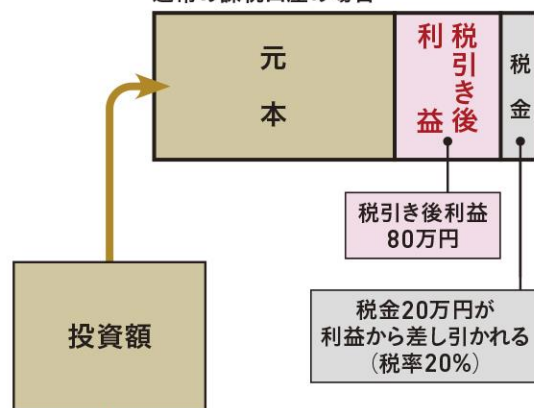 元本
税引き後
利益
税金
税引き後利益
80万円
税金20万円が
利益から差し引かれる
(税率20%)
投資額